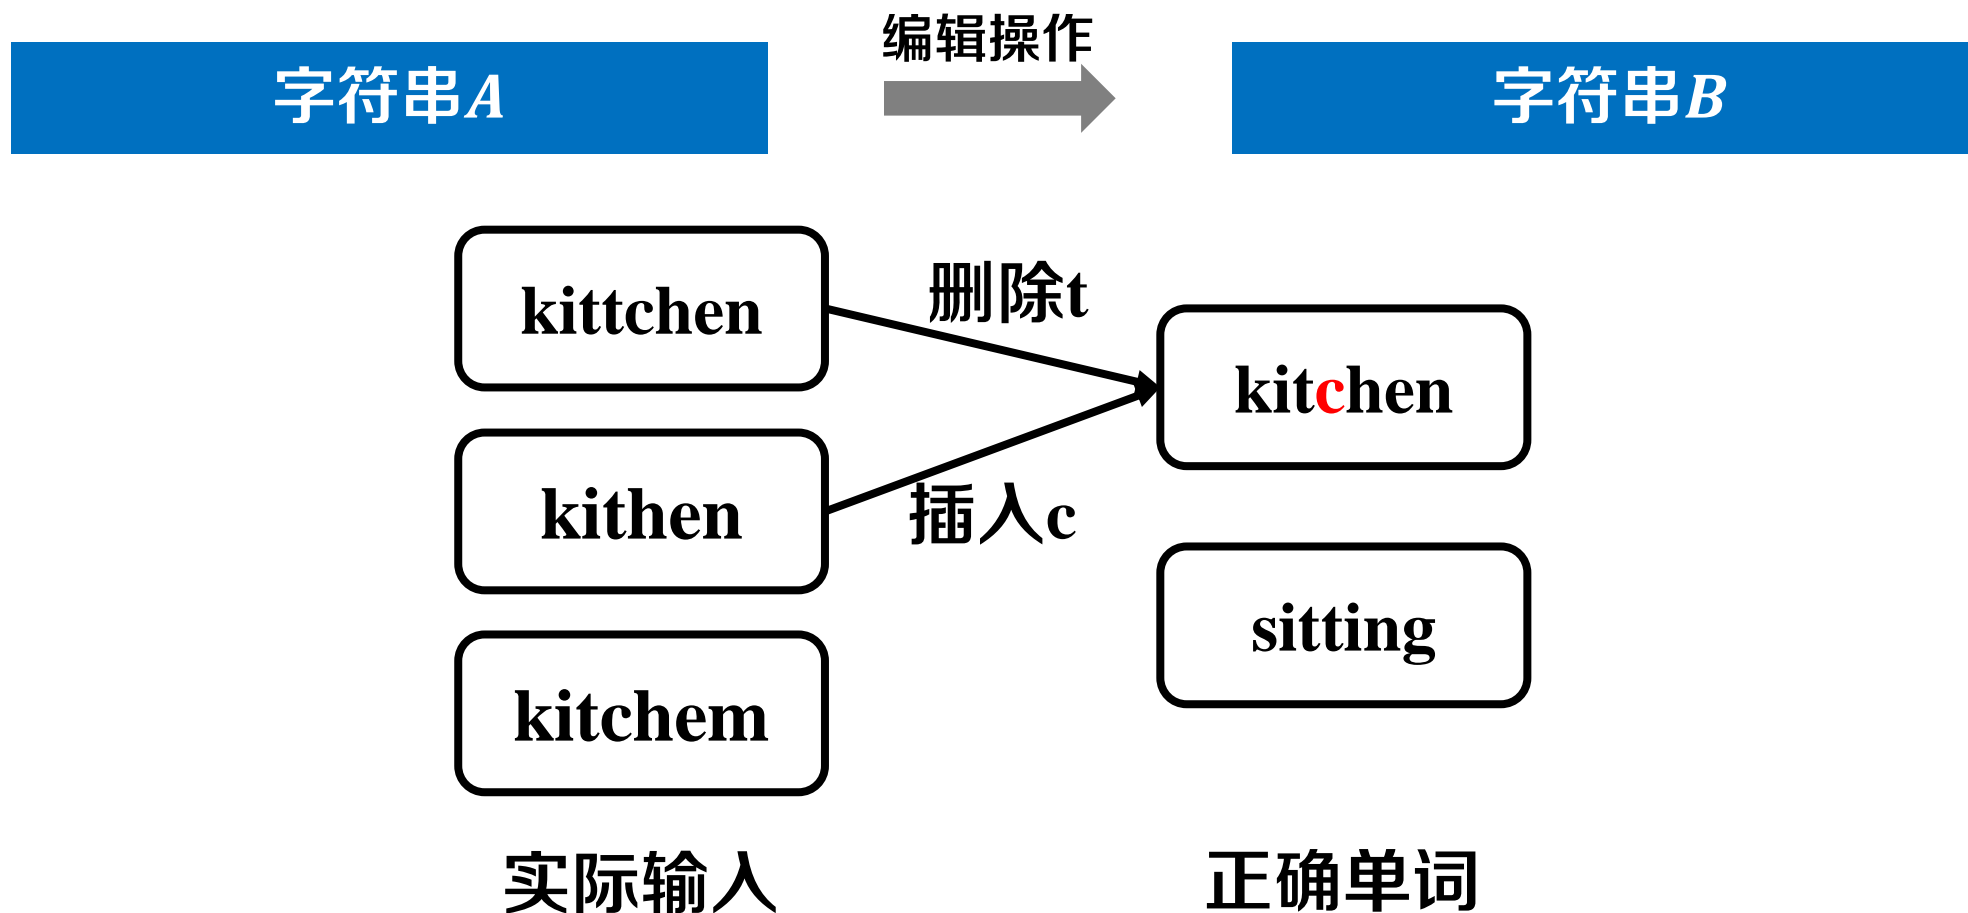 编辑操作
字符串A
字符串B
kittchen
删除t
kitchen
kithen
插入c
sitting
kitchem
实际输入
正确单词